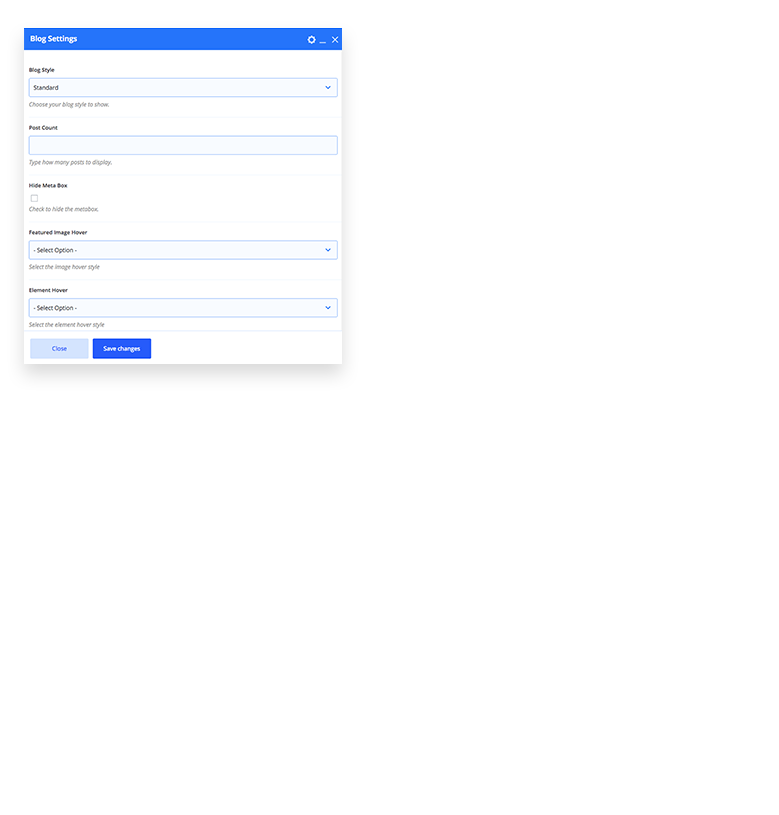 Blog Settings
Blog Style
Standard
Choose your blog style to show.
Post Count
Type how many posts to display.
Hide Meta Box
Check to hide the metabox.
Featured Image Hover
- Select Option -
Select the image hover style
Element Hover
- Select Option -
Select the element hover style
Close Save changes